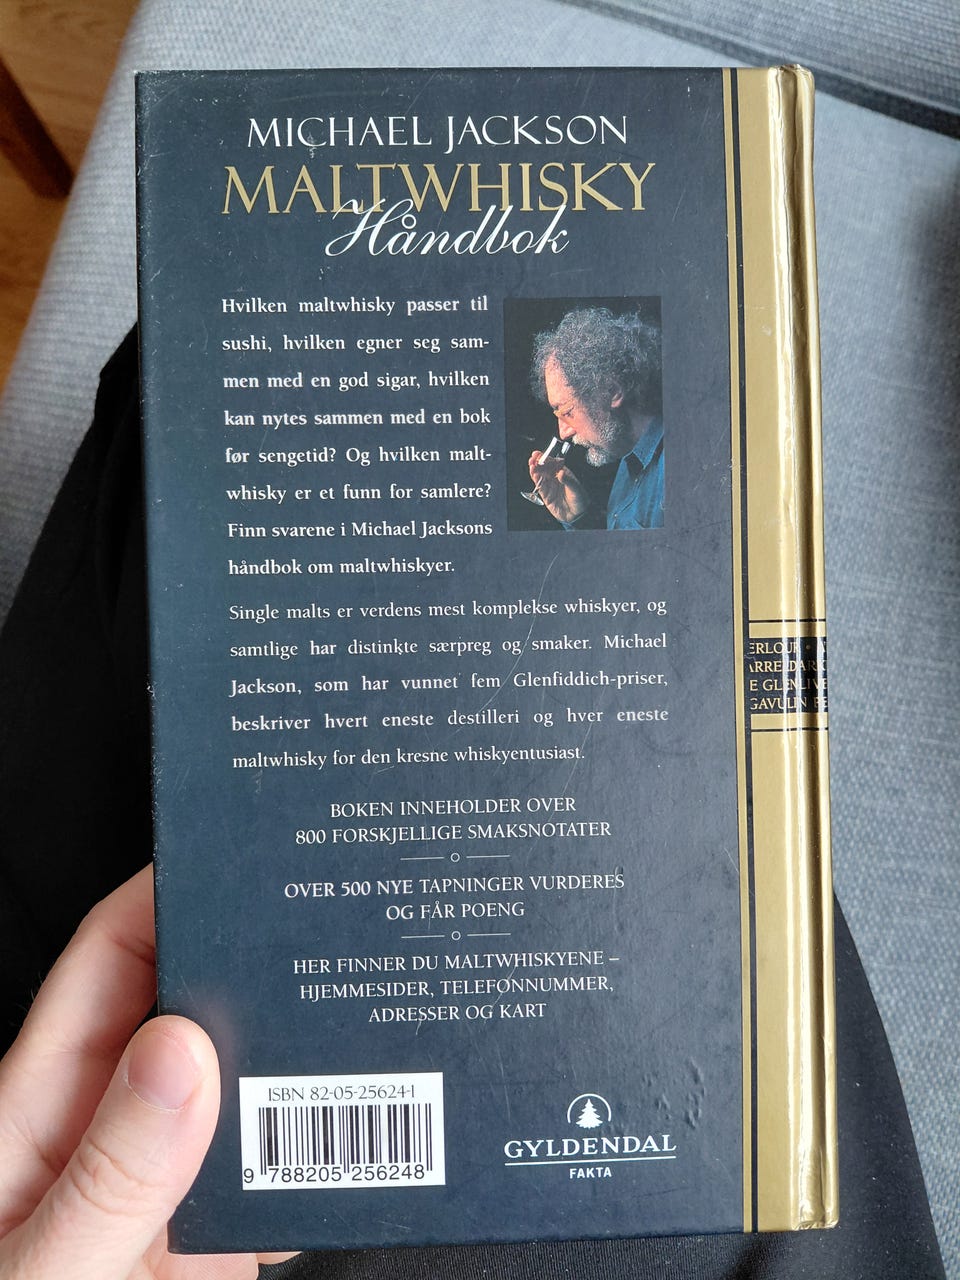 MICHAEL JACKSON
MALTWHISKY
Håndbok
Hvilken maltwhisky passer til
sushi, hvilken egner seg sam-
men med en god sigar, hvilken
kan nytes sammen med en bok
før sengetid? Og hvilken malt-
whisky er et funn for samlere?
Finn svarene i Michael Jacksons
håndbok om maltwhiskyer.
Single malts er verdens mest komplekse whiskyer, og
samtlige har distinkte særpreg og smaker. Michael
Jackson, som har vunnet fem Glenfiddich-priser,
beskriver hvert eneste destilleri og hver eneste
maltwhisky for den kresne whiskyentusiast.
BOKEN INNEHOLDER OVER
800 FORSKJELLIGE SMAKSNOTATER
OVER 500 NYE TAPNINGER VURDERES
OG FÅR POENG
HER FINNER DU MALTWHISKYENE –
HJEMMESIDER, TELEFONNUMMER,
ADRESSER OG KART
ISBN 82-05-25624-1
9 788205 256248
GYLDENDAL
FAKTA
ERLOUR
E GLENLIVE
GAVULIN